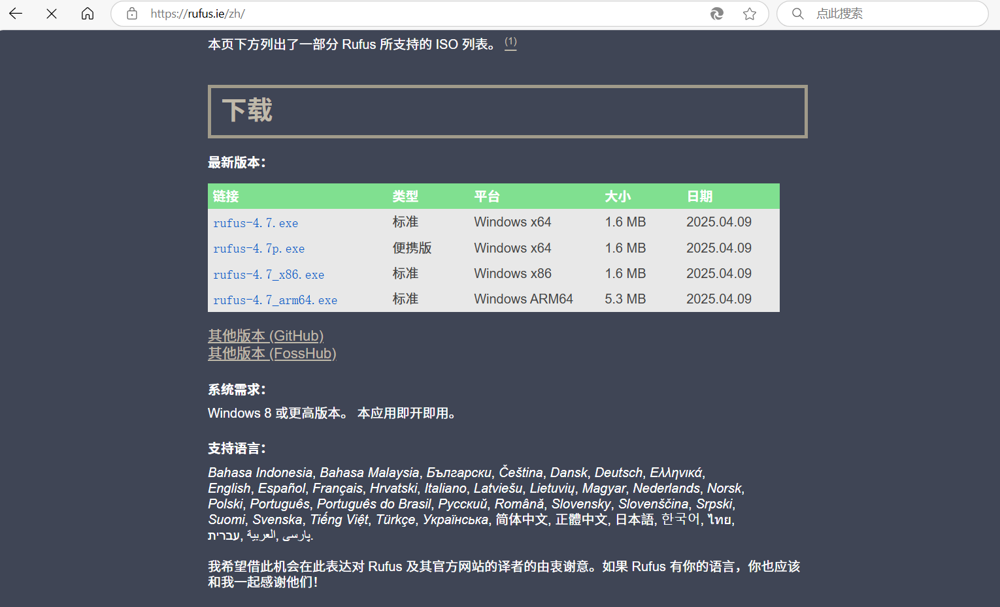 https://rufus.ie/zh/
点此搜索
本页下方列出了一部分 Rufus 所支持的 ISO 列表。 (1)
下载
最新版本：
链接 类型 平台 大小 日期
rufus-4.7.exe 标准 Windows x64 1.6 MB 2025.04.09
rufus-4.7p.exe 便携版 Windows x64 1.6 MB 2025.04.09
rufus-4.7_x86.exe 标准 Windows x86 1.6 MB 2025.04.09
rufus-4.7_arm64.exe 标准 Windows ARM64 5.3 MB 2025.04.09
其他版本 (GitHub)
其他版本 (FossHub)
系统需求：
Windows 8 或更高版本。 本应用即开即用。
支持语言：
Bahasa Indonesia, Bahasa Malaysia, Български, Čeština, Dansk, Deutsch, Ελληνικά,
English, Español, Français, Hrvatski, Italiano, Latviešu, Lietuvių, Magyar, Nederlands, Norsk,
Polski, Português, Português do Brasil, Русский, Română, Slovensky, Slovenščina, Srpski,
Suomi, Svenska, Tiếng Việt, Türkçe, Українська, 简体中文, 正體中文, 日本語, 한국어, ไทย,
עברית, العربية, پارسی.
我希望借此机会在此表达对 Rufus 及其官方网站的译者的由衷谢意。如果 Rufus 有你的语言，你也应该
和我一起感谢他们！